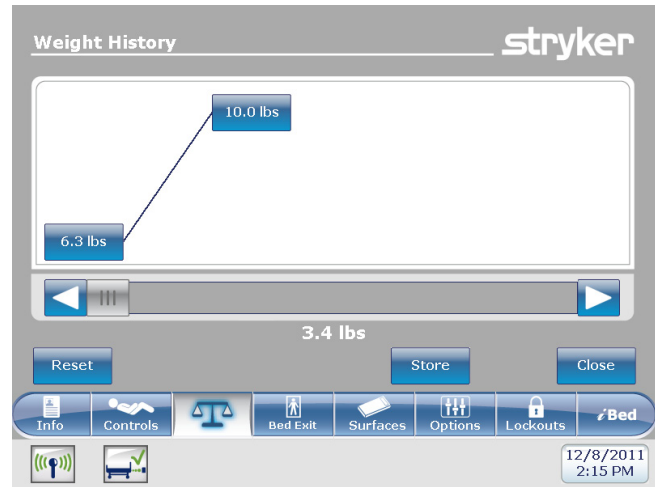 Weight History
stryker
10.0 lbs
6.3 lbs
3.4 lbs
Reset
Store
Close
Info
Controls
Bed Exit
Surfaces
Options
Lockouts
iBed
12/8/2011
2:15 PM